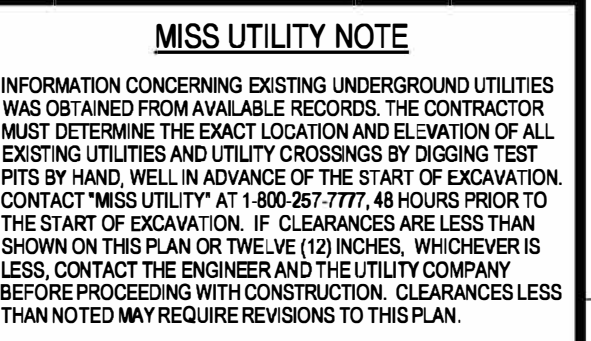 MISS UTILITY NOTE
INFORMATION CONCERNING EXISTING UNDERGROUND UTILITIES
WAS OBTAINED FROM AVAILABLE RECORDS. THE CONTRACTOR
MUST DETERMINE THE EXACT LOCATION AND ELEVATION OF ALL
EXISTING UTILITIES AND UTILITY CROSSINGS BY DIGGING TEST
PITS BY HAND, WELL IN ADVANCE OF THE START OF EXCAVATION.
CONTACT "MISS UTILITY" AT 1-800-257-7777, 48 HOURS PRIOR TO
THE START OF EXCAVATION. IF CLEARANCES ARE LESS THAN
SHOWN ON THIS PLAN OR TWELVE (12) INCHES, WHICHEVER IS
LESS, CONTACT THE ENGINEER AND THE UTILITY COMPANY
BEFORE PROCEEDING WITH CONSTRUCTION. CLEARANCES LESS
THAN NOTED MAY REQUIRE REVISIONS TO THIS PLAN.